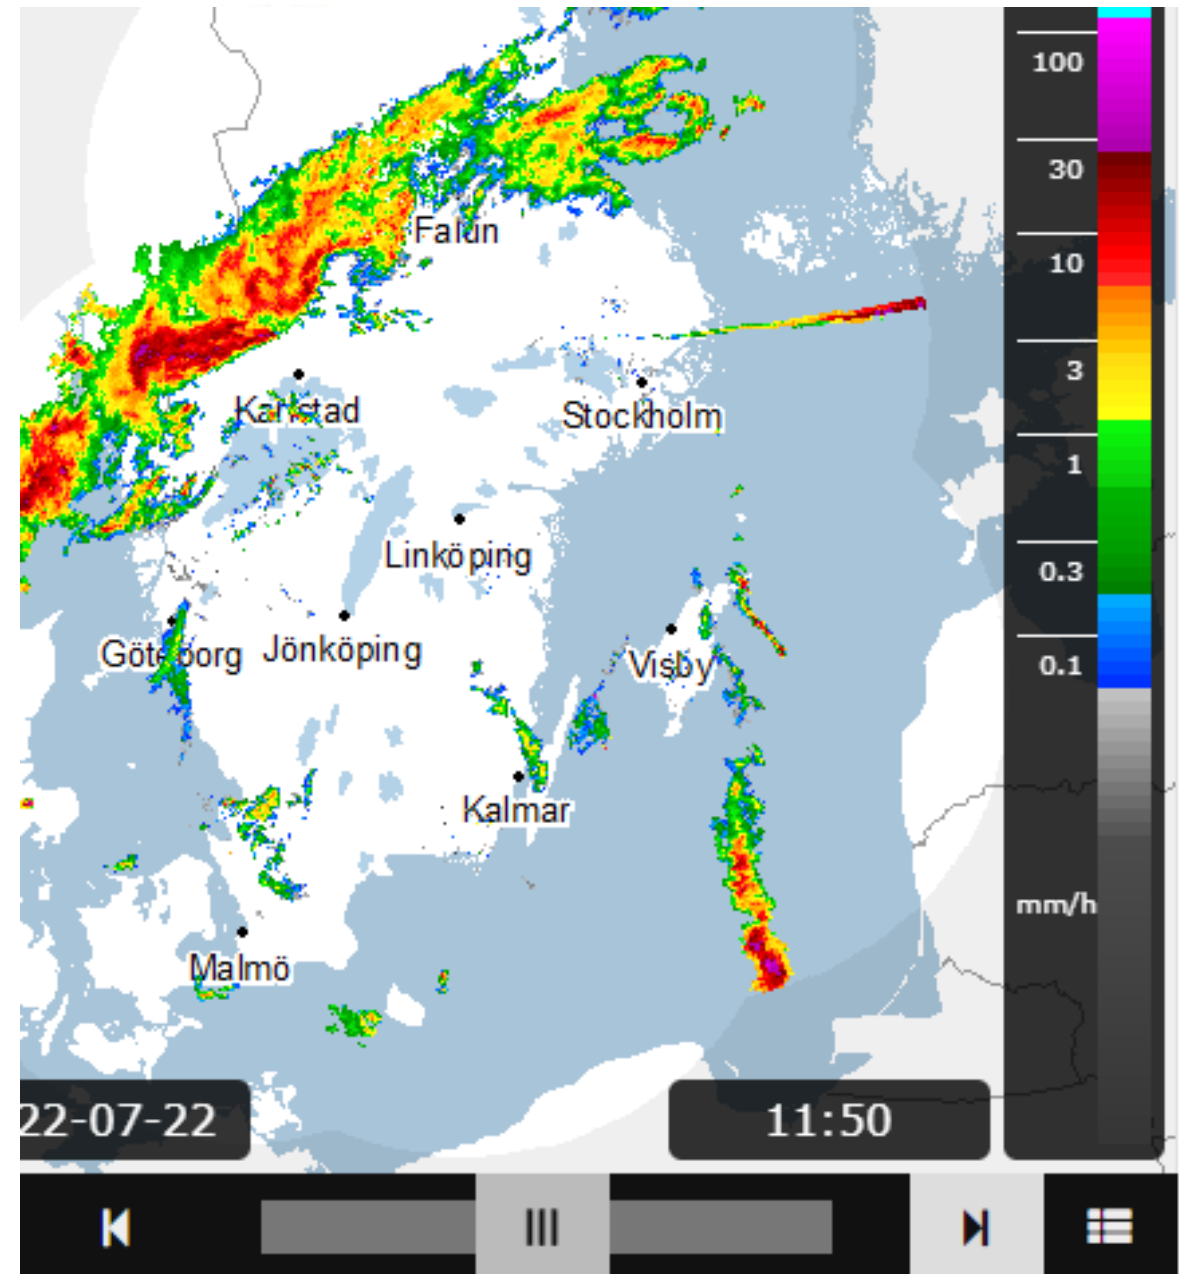 100
30
Falun
10
3
Karlstad
Stockholm
1
Linköping
0.3
Göteborg
Jönköping
Visby
0.1
Kalmar
mm/h
Malmö
22-07-22
11:50